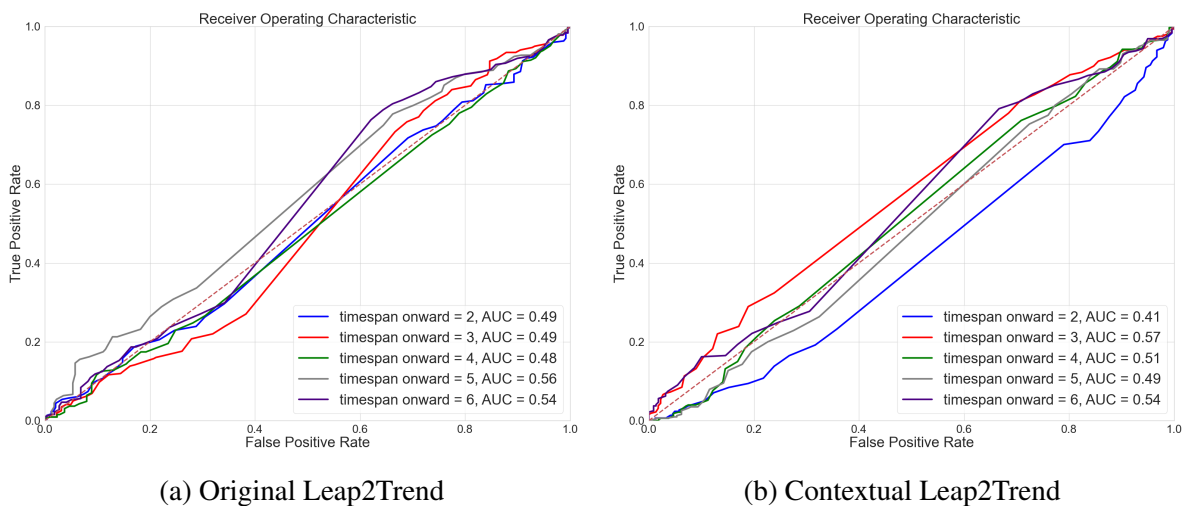 Receiver Operating Characteristic
1.0
0.8
0.6
0.4
0.2
0.0
True Positive Rate
timespan onward = 2, AUC = 0.49
timespan onward = 3, AUC = 0.49
timespan onward = 4, AUC = 0.48
timespan onward = 5, AUC = 0.56
timespan onward = 6, AUC = 0.54
0.0 0.2 0.4 0.6 0.8 1.0
False Positive Rate
(a) Original Leap2Trend
Receiver Operating Characteristic
1.0
0.8
0.6
0.4
0.2
0.0
True Positive Rate
timespan onward = 2, AUC = 0.41
timespan onward = 3, AUC = 0.57
timespan onward = 4, AUC = 0.51
timespan onward = 5, AUC = 0.49
timespan onward = 6, AUC = 0.54
0.0 0.2 0.4 0.6 0.8 1.0
False Positive Rate
(b) Contextual Leap2Trend